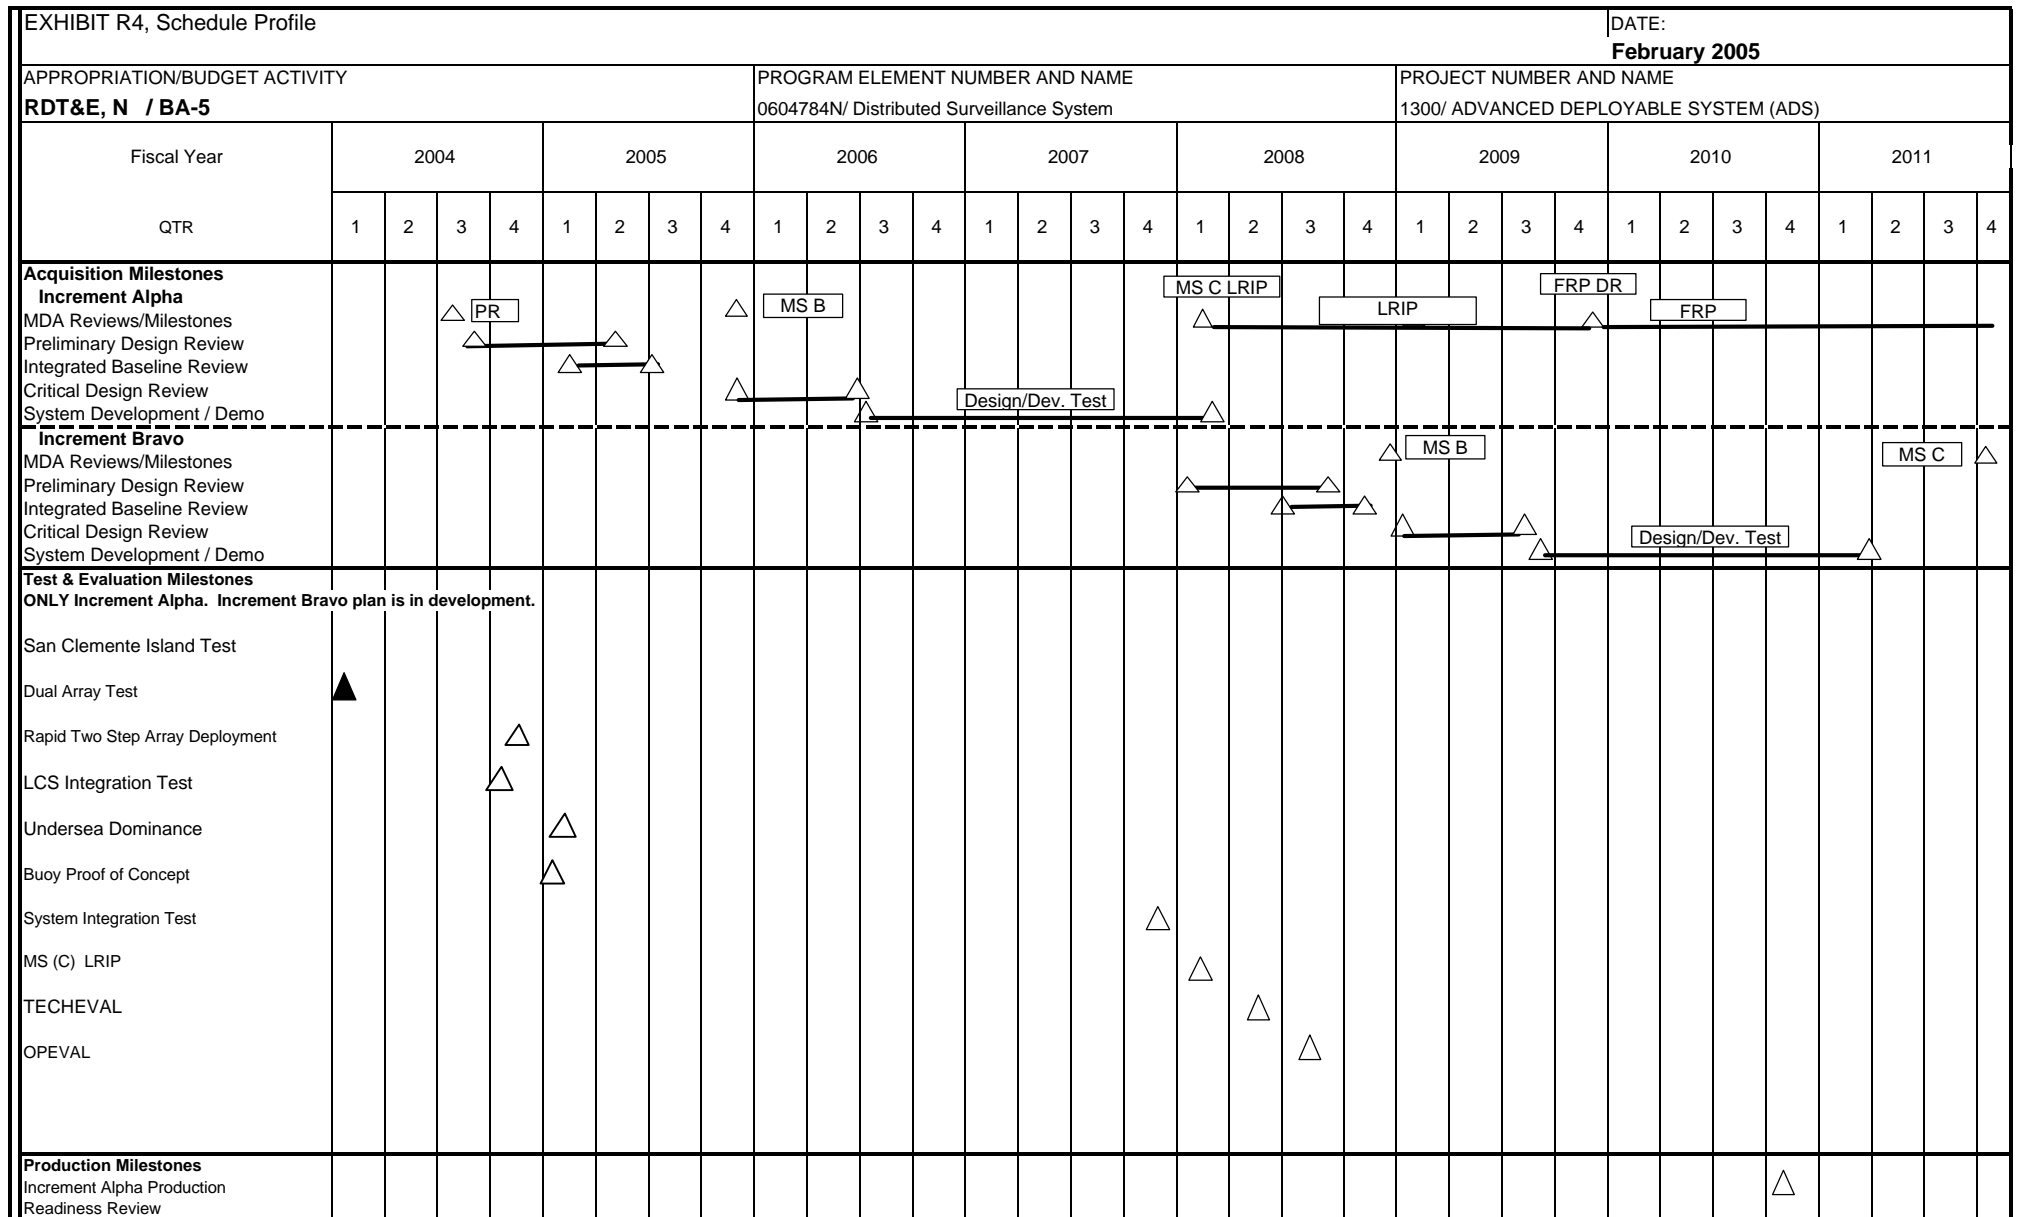 EXHIBIT R4, Schedule Profile
DATE:
February 2005
APPROPRIATION/BUDGET ACTIVITY
PROGRAM ELEMENT NUMBER AND NAME
PROJECT NUMBER AND NAME
RDT&E, N / BA-5
0604784N/ Distributed Surveillance System
1300/ ADVANCED DEPLOYABLE SYSTEM (ADS)
Fiscal Year 2004 2005 2006 2007 2008 2009 2010 2011
QTR 1 2 3 4 1 2 3 4 1 2 3 4 1 2 3 4 1 2 3 4 1 2 3 4 1 2 3 4 1 2 3 4
Acquisition Milestones
Increment Alpha
MS C LRIP
FRP DR
PR
MS B
LRIP
FRP
MDA Reviews/Milestones
Preliminary Design Review
Integrated Baseline Review
Critical Design Review
Design/Dev. Test
System Development / Demo
Increment Bravo
MS B
MS C
MDA Reviews/Milestones
Preliminary Design Review
Integrated Baseline Review
Critical Design Review
Design/Dev. Test
System Development / Demo
Test & Evaluation Milestones
ONLY Increment Alpha. Increment Bravo plan is in development.
San Clemente Island Test
Dual Array Test
Rapid Two Step Array Deployment
LCS Integration Test
Undersea Dominance
Buoy Proof of Concept
System Integration Test
MS (C) LRIP
TECHEVAL
OPEVAL
Production Milestones
Increment Alpha Production
Readiness Review